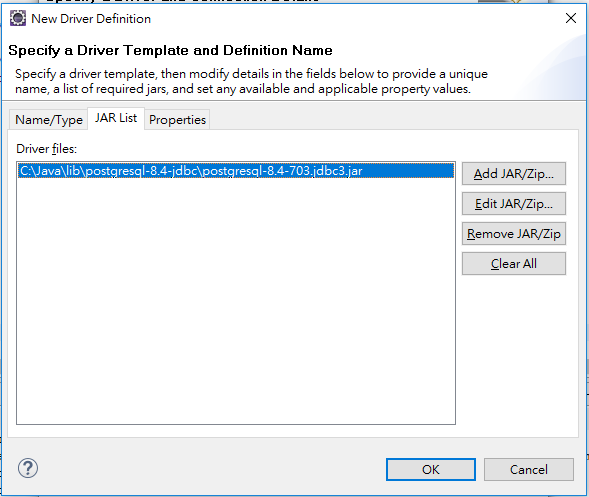 New Driver Definition
Specify a Driver Template and Definition Name
Specify a driver template, then modify details in the fields below to provide a unique
name, a list of required jars, and set any available and applicable property values.
Name/Type JAR List Properties
Driver files:
C:\Java\lib\postgresql-8.4-jdbc\postgresql-8.4-703.jdbc3.jar
Add JAR/Zip...
Edit JAR/Zip...
Remove JAR/Zip
Clear All
OK Cancel